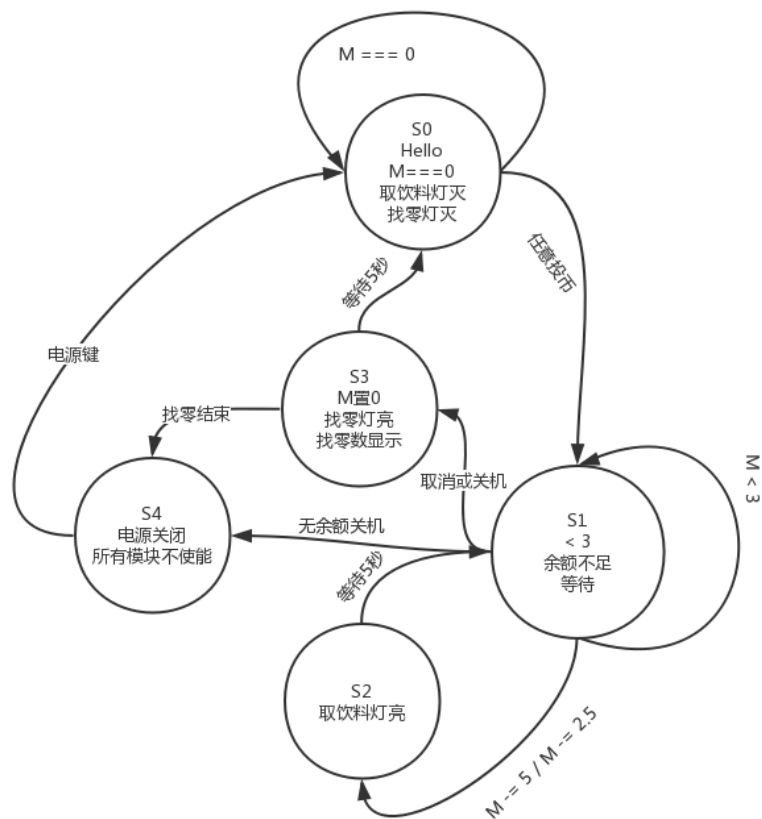 M === 0
S0
Hello
M===0
取饮料灯灭
找零灯灭
任意投币
等待5秒
电源键
S3
M置0
找零灯亮
找零数显示
找零结束
取消或关机
M < 3
S4
电源关闭
所有模块不使能
无余额关机
S1
< 3
余额不足
等待
等待5秒
S2
取饮料灯亮
M -= 5 / M -= 2.5